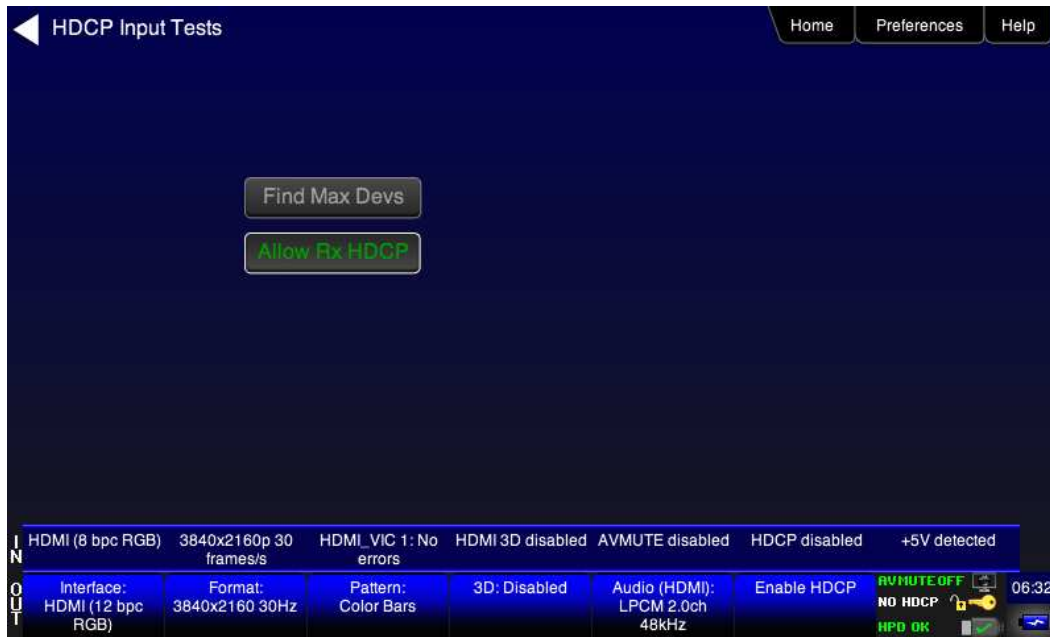 HDCP Input Tests
Home
Preferences
Help
Find Max Devs
Allow Rx HDCP
IN
HDMI (8 bpc RGB)
3840x2160p 30
frames/s
HDMI_VIC 1: No
errors
HDMI 3D disabled
AVMUTE disabled
HDCP disabled
+5V detected
OUT
Interface:
HDMI (12 bpc
RGB)
Format:
3840x2160 30Hz
Pattern:
Color Bars
3D: Disabled
Audio (HDMI):
LPCM 2.0ch
48kHz
Enable HDCP
AVMUTEOFF
NO HDCP
HPD OK
06:32